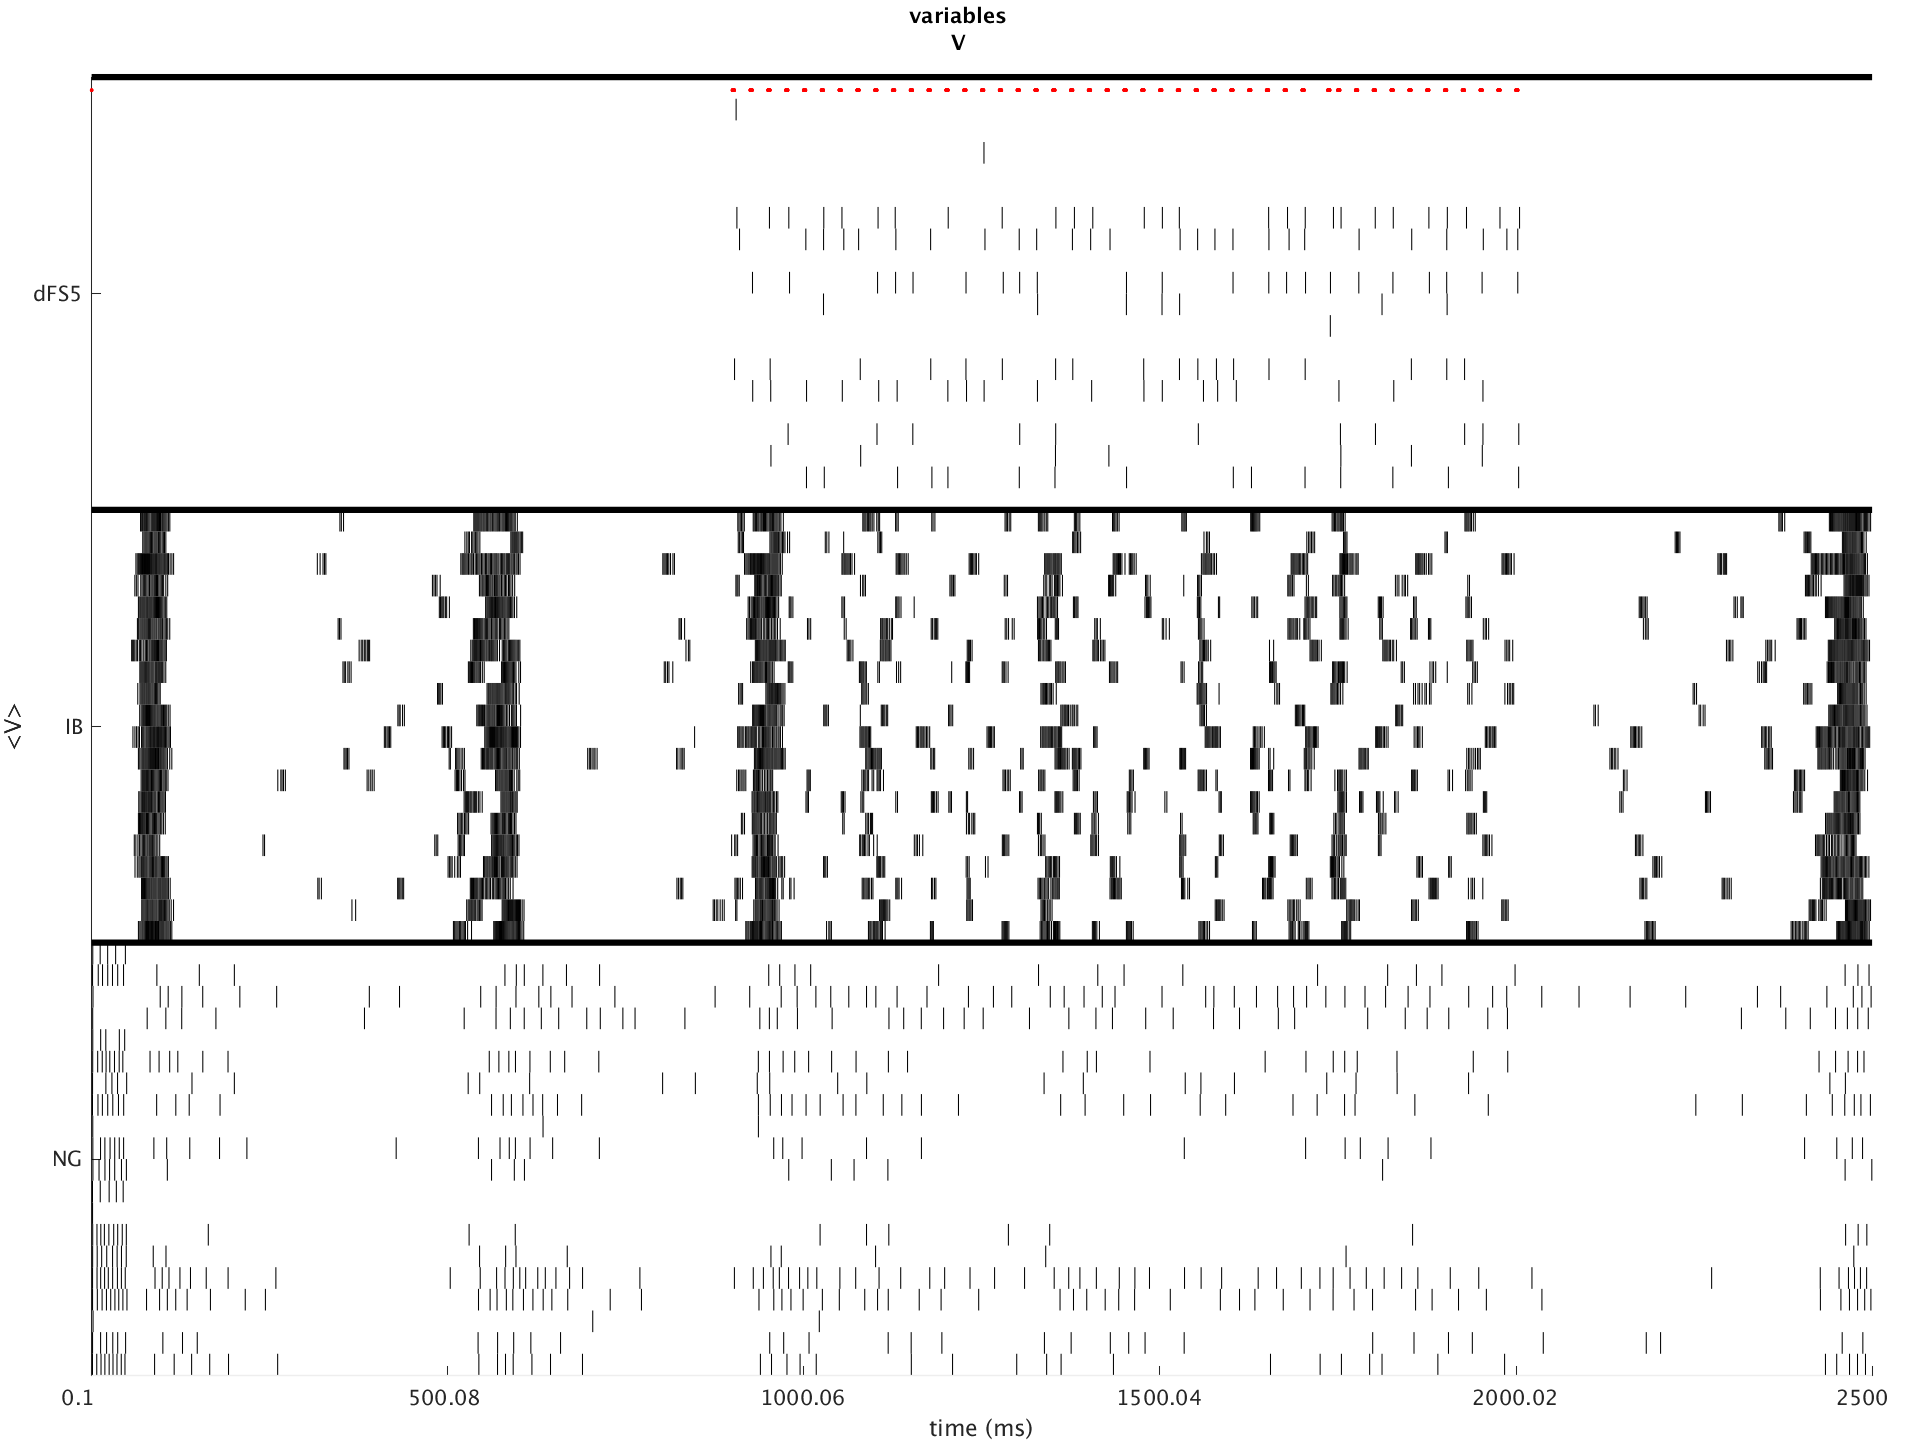 variables
V
dFS5
<V>
IB
NG
0.1
500.08
1000.06
1500.04
2000.02
2500
time (ms)